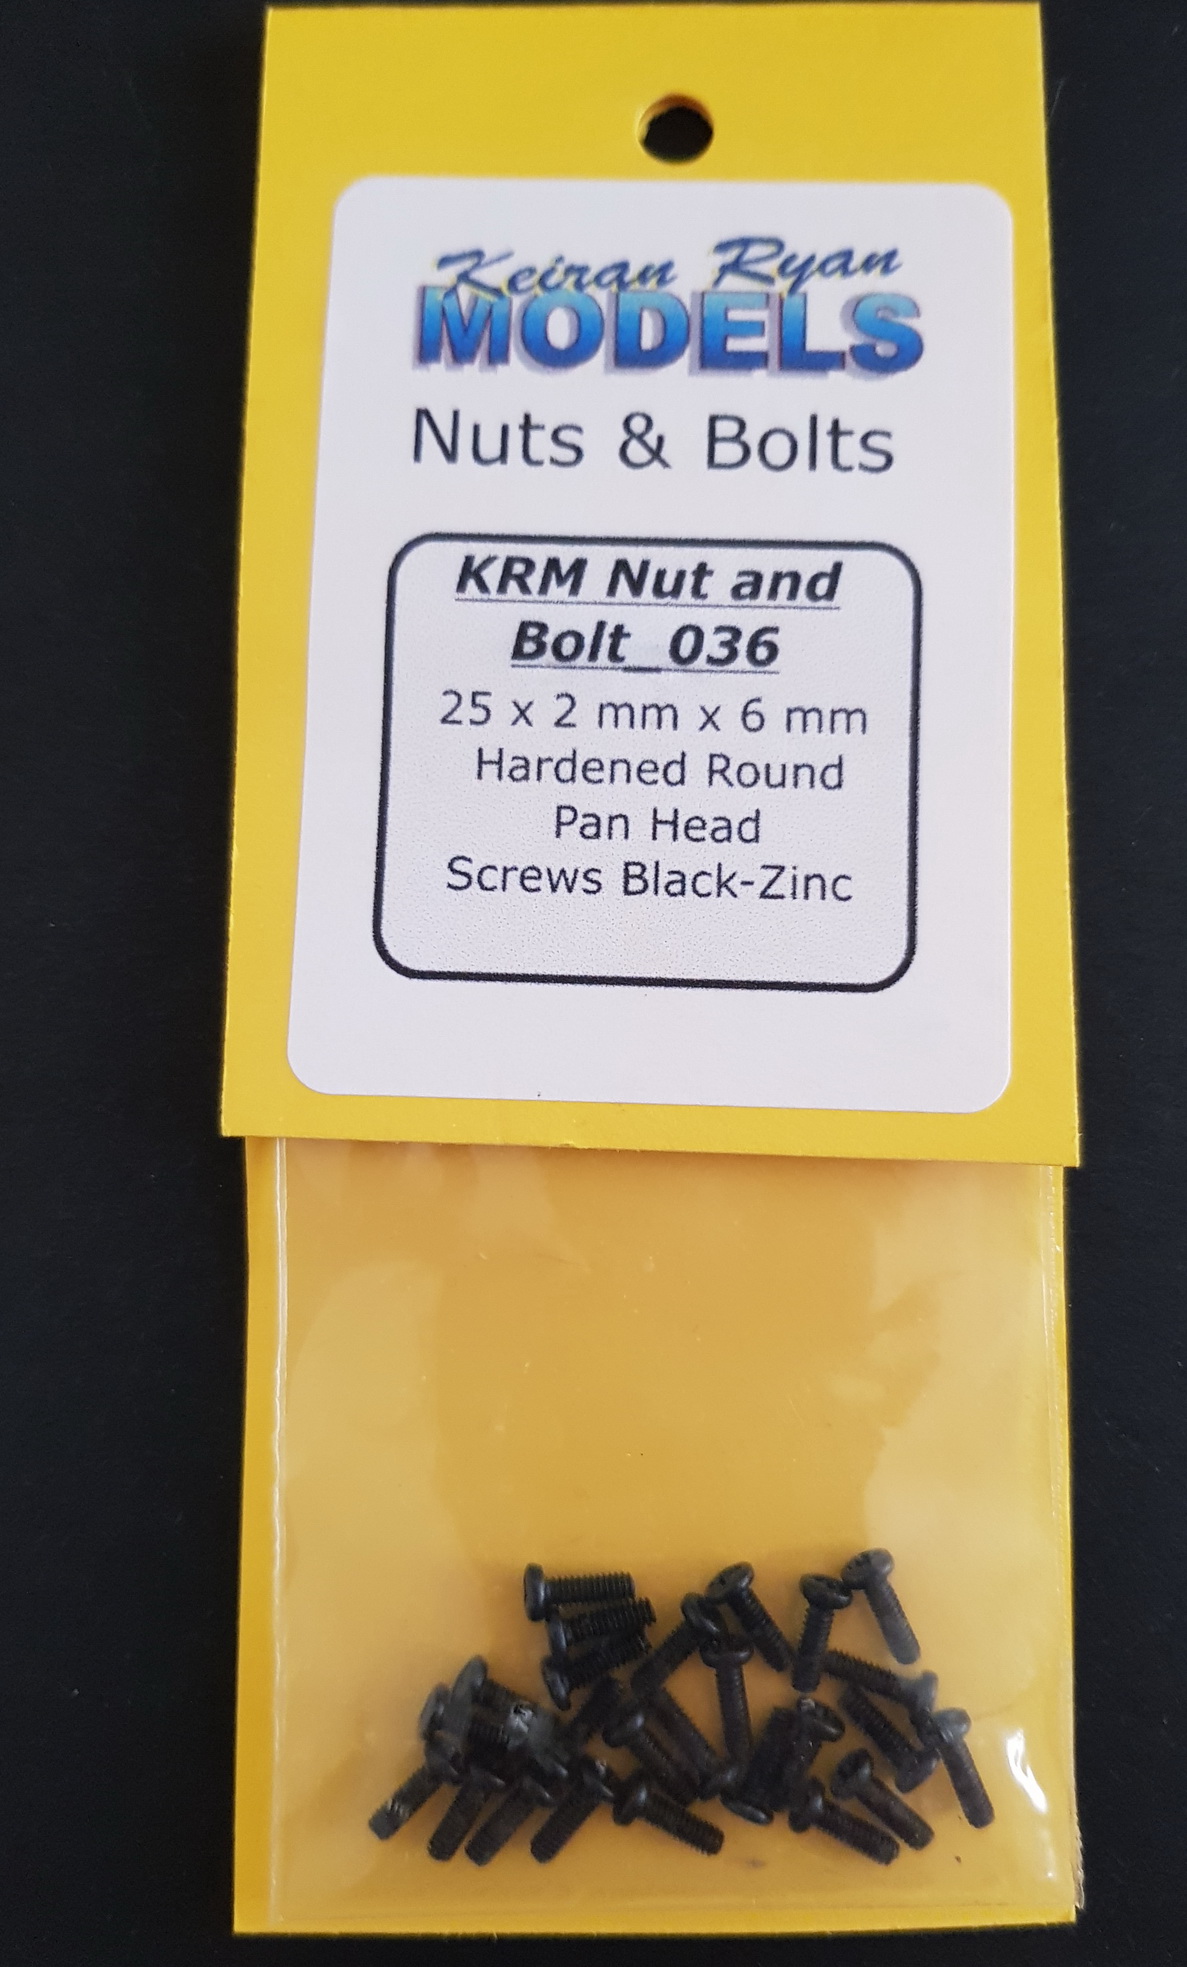 Keiran Ryan
MODELS
Nuts & Bolts
KRM Nut and
Bolt_036
25 x 2 mm x 6 mm
Hardened Round
Pan Head
Screws Black-Zinc